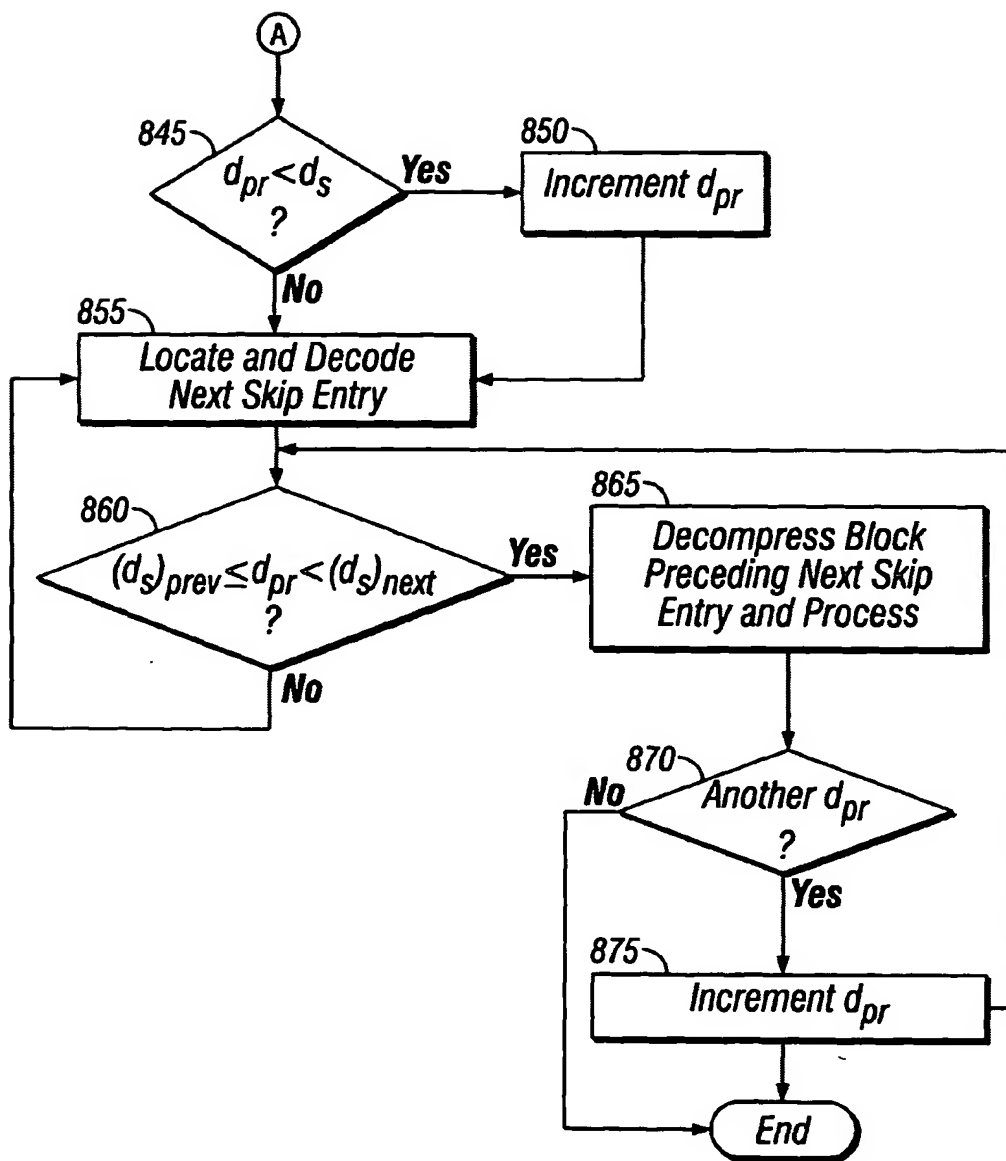 A
845
d_pr < d_s
?
Yes
No
850
Increment d_pr
855
Locate and Decode
Next Skip Entry
860
(d_s)_prev ≤ d_pr < (d_s)_next
?
Yes
No
865
Decompress Block
Preceding Next Skip
Entry and Process
870
Another d_pr
?
No
Yes
875
Increment d_pr
End